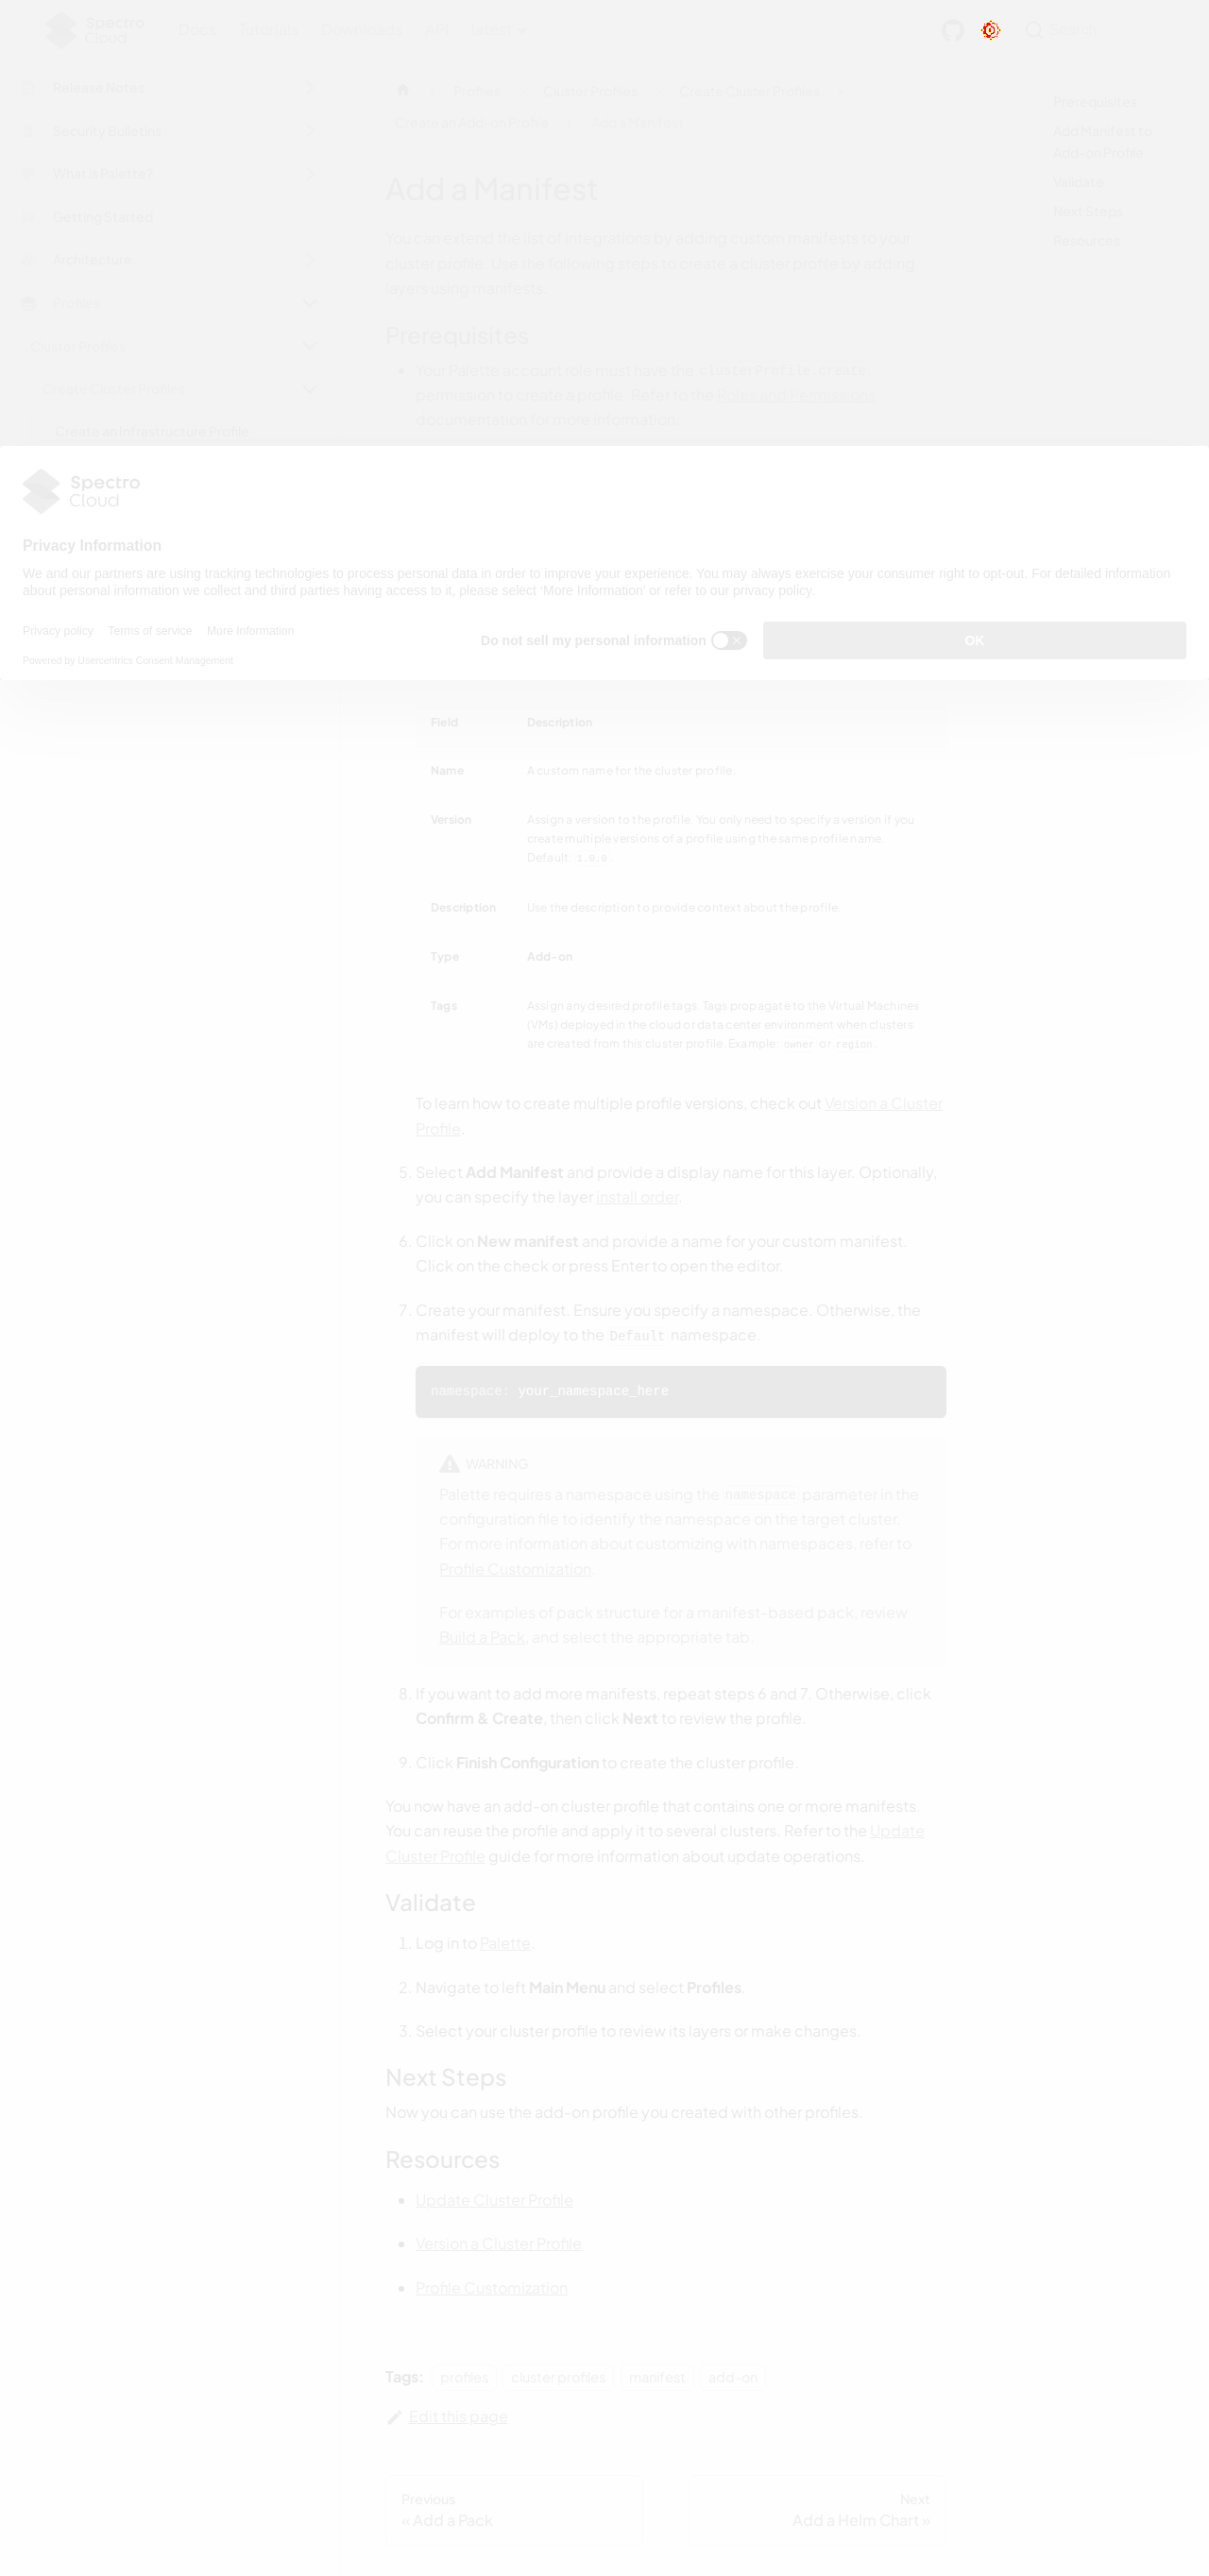 Spectro
Cloud
Docs Tutorials Downloads API
Search
Release Notes
Security Bulletins
What is Palette?
Getting Started
Architecture
Profiles
Cluster Profiles
Create Cluster Profiles
Create an Infrastructure Profile
Profiles Cluster Profiles Create Cluster Profiles
Create an Add-on Profile Add a Manifest
Add a Manifest
You can extend the list of integrations by adding custom manifests to your
cluster profile. Use the following steps to create a cluster profile by adding
layers using manifests.
Prerequisites
Your Palette account role must have the clusterProfile.create
permission to create a profile. Refer to the Roles and Permissions
documentation for more information.
Prerequisites
Add Manifest to
Add-on Profile
Validate
Next Steps
Resources
Spectro
Cloud
Privacy Information
We and our partners are using tracking technologies to process personal data in order to improve your experience. You may always exercise your consumer right to opt-out. For detailed information
about personal information we collect and third parties having access to it, please select ‘More Information’ or refer to our privacy policy.
Privacy policy Terms of service More Information
Do not sell my personal information
OK
Powered by Usercentrics Consent Management
Field Description
Name A custom name for the cluster profile.
Version Assign a version to the profile. You only need to specify a version if you
create multiple versions of a profile using the same profile name.
Default: 1.0.0.
Description Use the description to provide context about the profile.
Type Add-on
Tags Assign any desired profile tags. Tags propagate to the Virtual Machines
(VMs) deployed in the cloud or data center environment when clusters
are created from this cluster profile. Example: owner or region.
To learn how to create multiple profile versions, check out Version a Cluster
Profile.
5. Select Add Manifest and provide a display name for this layer. Optionally,
you can specify the layer install order.
6. Click on New manifest and provide a name for your custom manifest.
Click on the check or press Enter to open the editor.
7. Create your manifest. Ensure you specify a namespace. Otherwise, the
manifest will deploy to the Default namespace.
namespace: your_namespace_here
WARNING
Palette requires a namespace using the namespace parameter in the
configuration file to identify the namespace on the target cluster.
For more information about customizing with namespaces, refer to
Profile Customization.
For examples of pack structure for a manifest-based pack, review
Build a Pack, and select the appropriate tab.
8. If you want to add more manifests, repeat steps 6 and 7. Otherwise, click
Confirm & Create, then click Next to review the profile.
9. Click Finish Configuration to create the cluster profile.
You now have an add-on cluster profile that contains one or more manifests.
You can reuse the profile and apply it to several clusters. Refer to the Update
Cluster Profile guide for more information about update operations.
Validate
1. Log in to Palette.
2. Navigate to left Main Menu and select Profiles.
3. Select your cluster profile to review its layers or make changes.
Next Steps
Now you can use the add-on profile you created with other profiles.
Resources
Update Cluster Profile
Version a Cluster Profile
Profile Customization
Tags: profiles cluster profiles manifest add-on
Edit this page
Previous
« Add a Pack
Next
Add a Helm Chart »